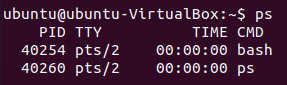 ubuntu@ubuntu-VirtualBox:~$ ps
    PID TTY          TIME CMD
  40254 pts/2    00:00:00 bash
  40260 pts/2    00:00:00 ps